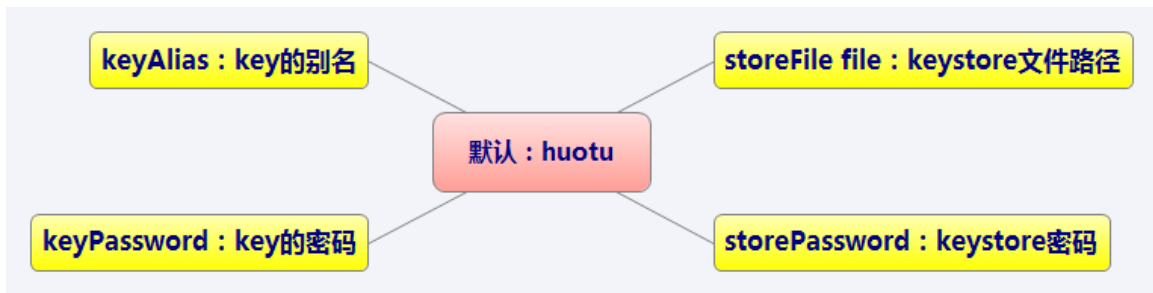 keyAlias：key的别名
storeFile file：keystore文件路径
默认：huotu
keyPassword：key的密码
storePassword：keystore密码